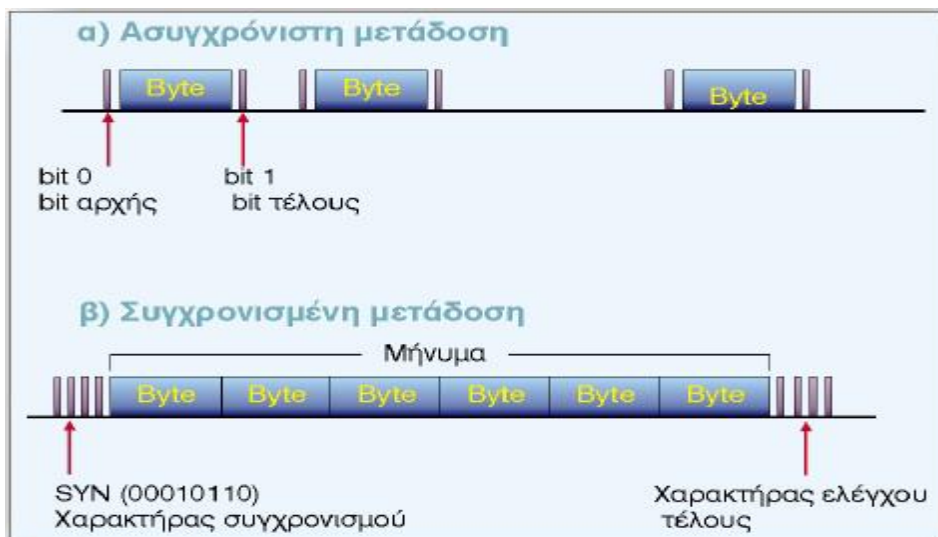 α) Ασυγχρόνιστη μετάδοση
Byte Byte Byte
bit 0 bit 1
bit αρχής bit τέλους
β) Συγχρονισμένη μετάδοση
Μήνυμα
Byte Byte Byte Byte Byte Byte
SYN (00010110) Χαρακτήρας ελέγχου
Χαρακτήρας συγχρονισμού τέλους